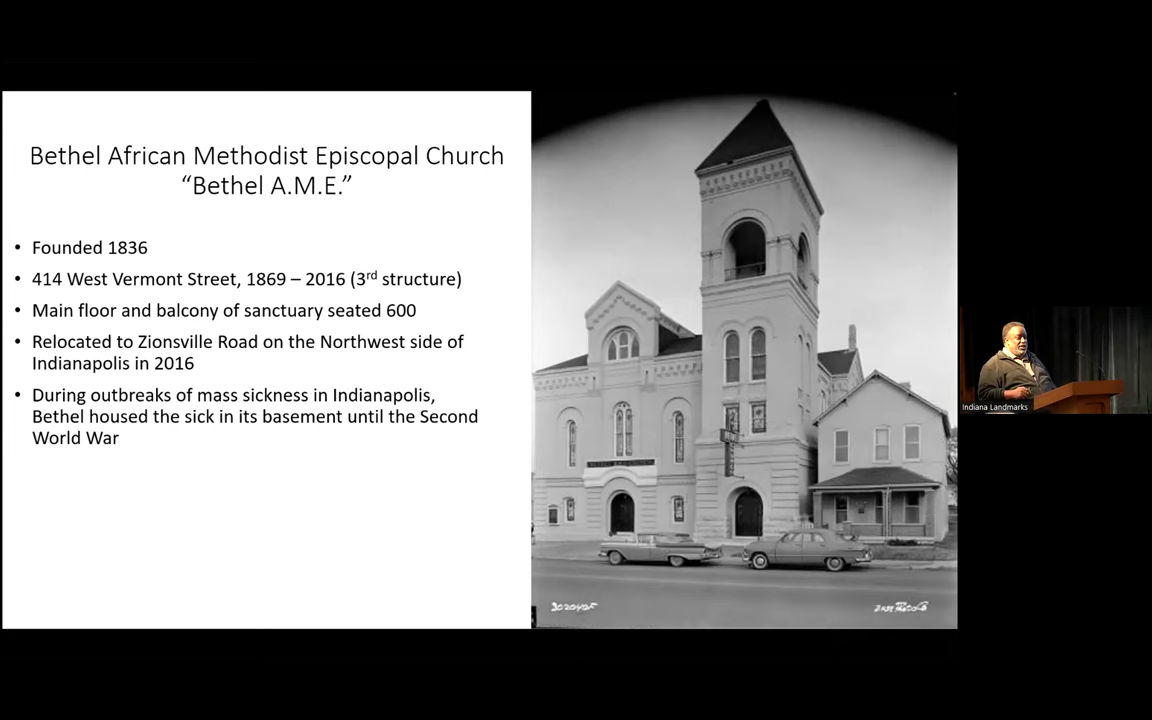 Bethel African Methodist Episcopal Church
“Bethel A.M.E.”
• Founded 1836
• 414 West Vermont Street, 1869 – 2016 (3rd structure)
• Main floor and balcony of sanctuary seated 600
• Relocated to Zionsville Road on the Northwest side of
Indianapolis in 2016
• During outbreaks of mass sickness in Indianapolis,
Bethel housed the sick in its basement until the Second
World War
Indiana Landmarks